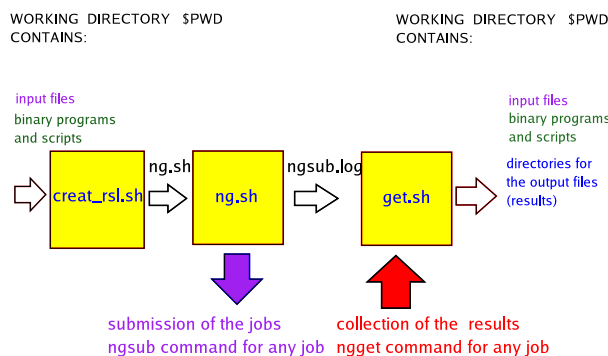 WORKING DIRECTORY $PWD
CONTAINS:
WORKING DIRECTORY $PWD
CONTAINS:
input files
binary programs
and scripts
input files
binary programs
and scripts
directories for
the output files
(results)
creat_rsl.sh
ng.sh
ng.sh
ngsub.log
get.sh
submission of the jobs
ngsub command for any job
collection of the results
ngget command for any job